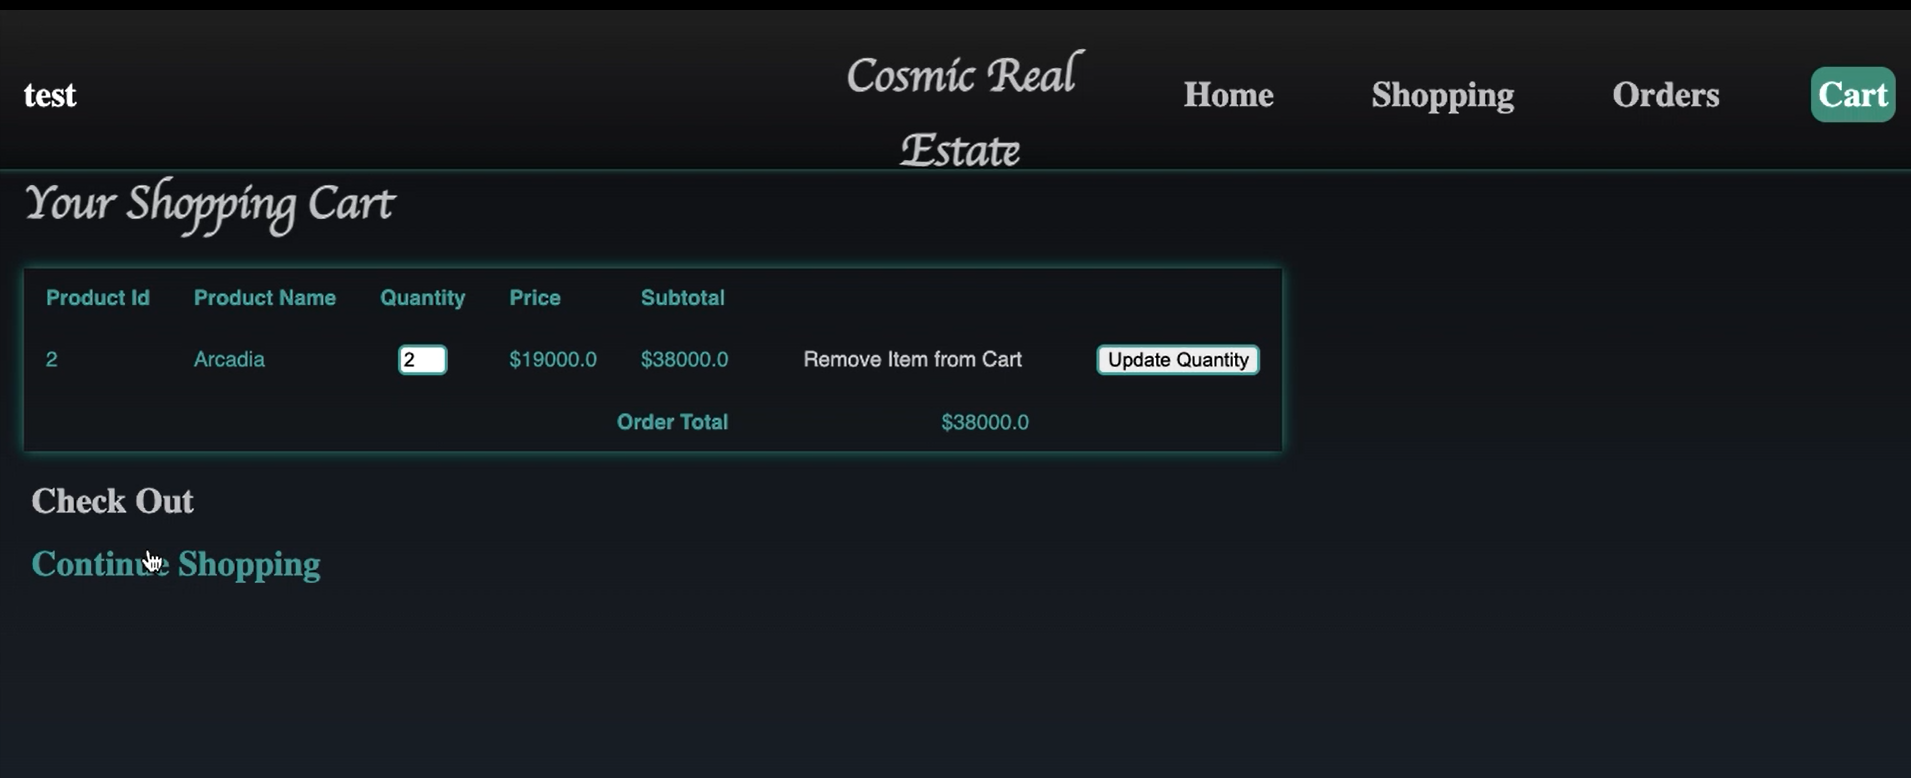 test
Cosmic Real
Estate
Home
Shopping
Orders
Cart
Your Shopping Cart
Product Id Product Name Quantity Price Subtotal
2 Arcadia 2 $19000.0 $38000.0 Remove Item from Cart Update Quantity
Order Total $38000.0
Check Out
Continue Shopping